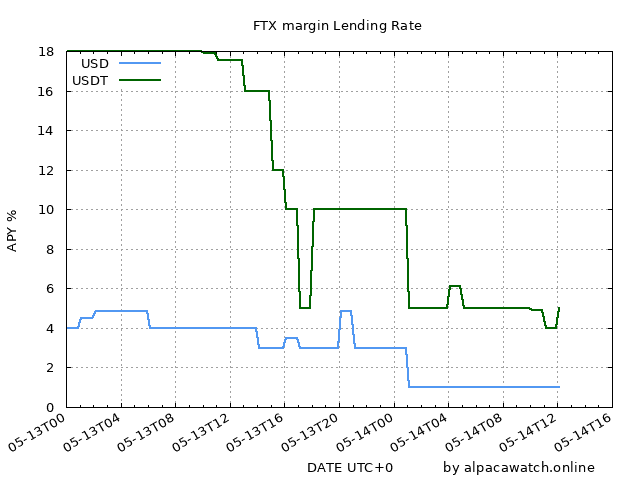 FTX margin Lending Rate
USD
USDT
APY %
18
16
14
12
10
8
6
4
2
0
05-13T00
05-13T04
05-13T08
05-13T12
05-13T16
05-13T20
05-14T00
05-14T04
05-14T08
05-14T12
05-14T16
DATE UTC+0
by alpacawatch.online